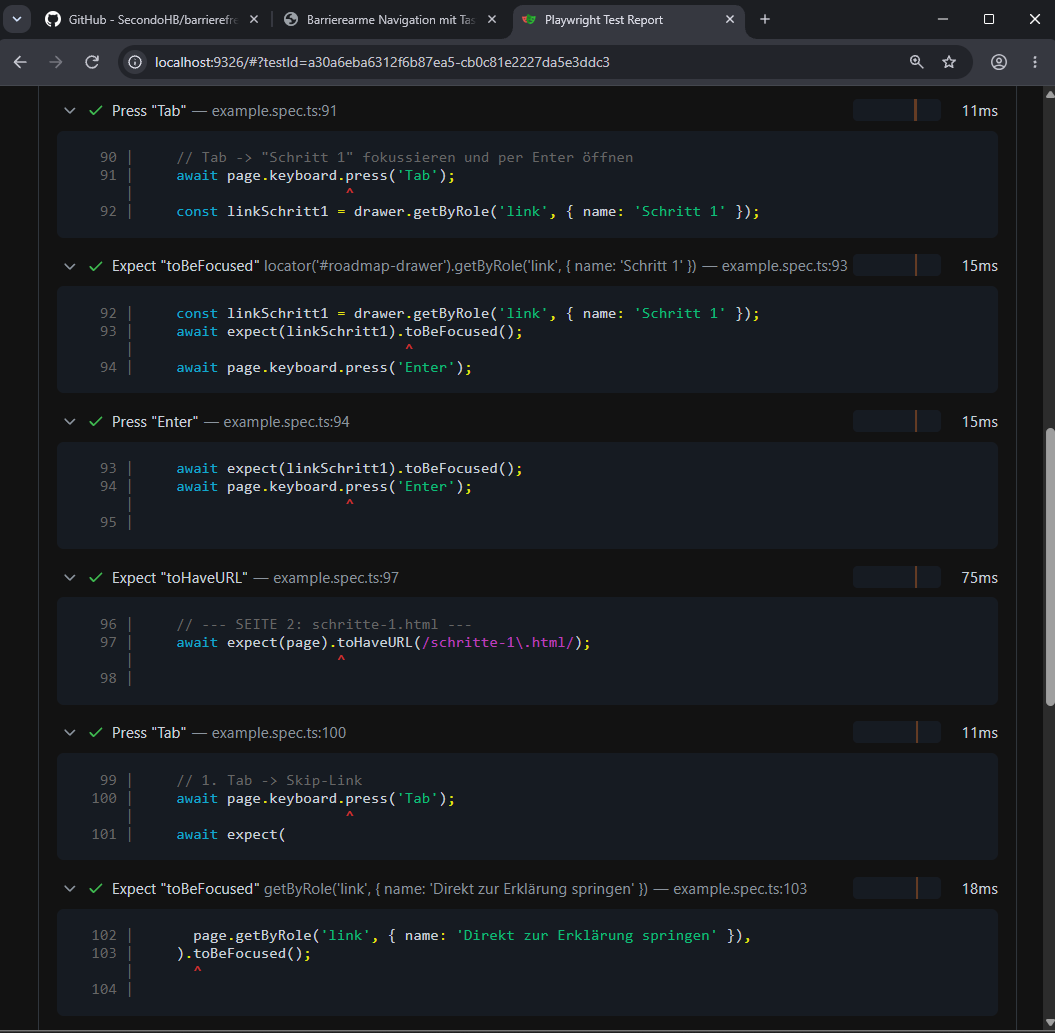 GitHub - SecondoHB/barrierefre
Barrierearme Navigation mit Tas
Playwright Test Report
localhost:9326/#?testId=a30a6eba6312f6b87ea5-cb0c81e2227da5e3ddc3
Press "Tab" — example.spec.ts:91 11ms
90 | // Tab -> "Schritt 1" fokussieren und per Enter öffnen
91 | await page.keyboard.press('Tab');
| ^
92 | const linkSchritt1 = drawer.getByRole('link', { name: 'Schritt 1' });
Expect "toBeFocused" locator('#roadmap-drawer').getByRole('link', { name: 'Schritt 1' }) — example.spec.ts:93 15ms
92 | const linkSchritt1 = drawer.getByRole('link', { name: 'Schritt 1' });
93 | await expect(linkSchritt1).toBeFocused();
| ^
94 | await page.keyboard.press('Enter');
Press "Enter" — example.spec.ts:94 15ms
93 | await expect(linkSchritt1).toBeFocused();
94 | await page.keyboard.press('Enter');
| ^
95 |
Expect "toHaveURL" — example.spec.ts:97 75ms
96 | // --- SEITE 2: schritte-1.html ---
97 | await expect(page).toHaveURL(/schritte-1\.html/);
| ^
98 |
Press "Tab" — example.spec.ts:100 11ms
99 | // 1. Tab -> Skip-Link
100 | await page.keyboard.press('Tab');
| ^
101 | await expect(
Expect "toBeFocused" getByRole('link', { name: 'Direkt zur Erklärung springen' }) — example.spec.ts:103 18ms
102 | page.getByRole('link', { name: 'Direkt zur Erklärung springen' }),
103 | ).toBeFocused();
| ^
104 |